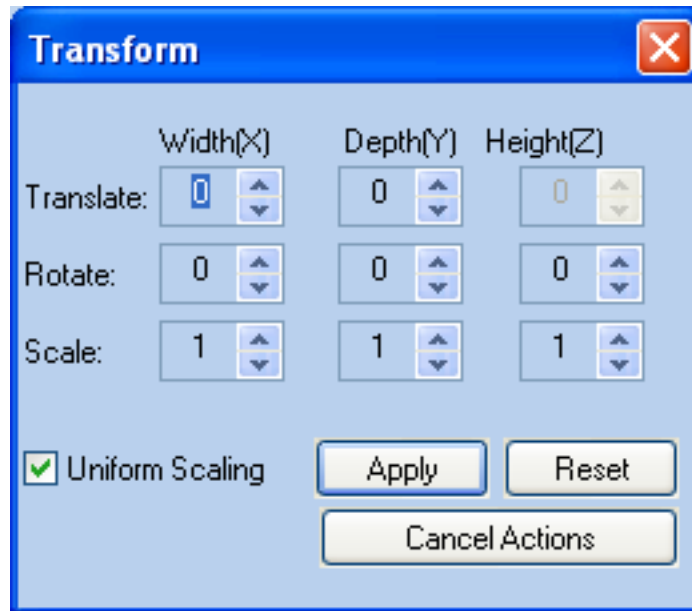 Transform
Width(X) Depth(Y) Height(Z)
Translate: 0 0 0
Rotate: 0 0 0
Scale: 1 1 1
Uniform Scaling Apply Reset
Cancel Actions